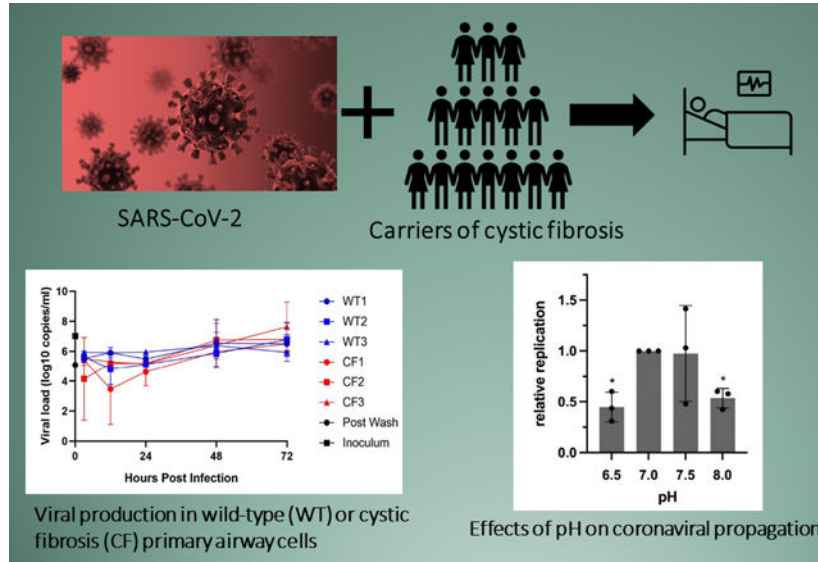 SARS-CoV-2
Carriers of cystic fibrosis
Viral load (log10 copies/ml)
10
8
6
4
2
0
0
24
48
72
Hours Post Infection
WT1
WT2
WT3
CF1
CF2
CF3
Post Wash
Inoculum
Viral production in wild-type (WT) or cystic
fibrosis (CF) primary airway cells
relative replication
1.5
1.0
0.5
0.0
*
*
6.5
7.0
7.5
8.0
pH
Effects of pH on coronaviral propagation